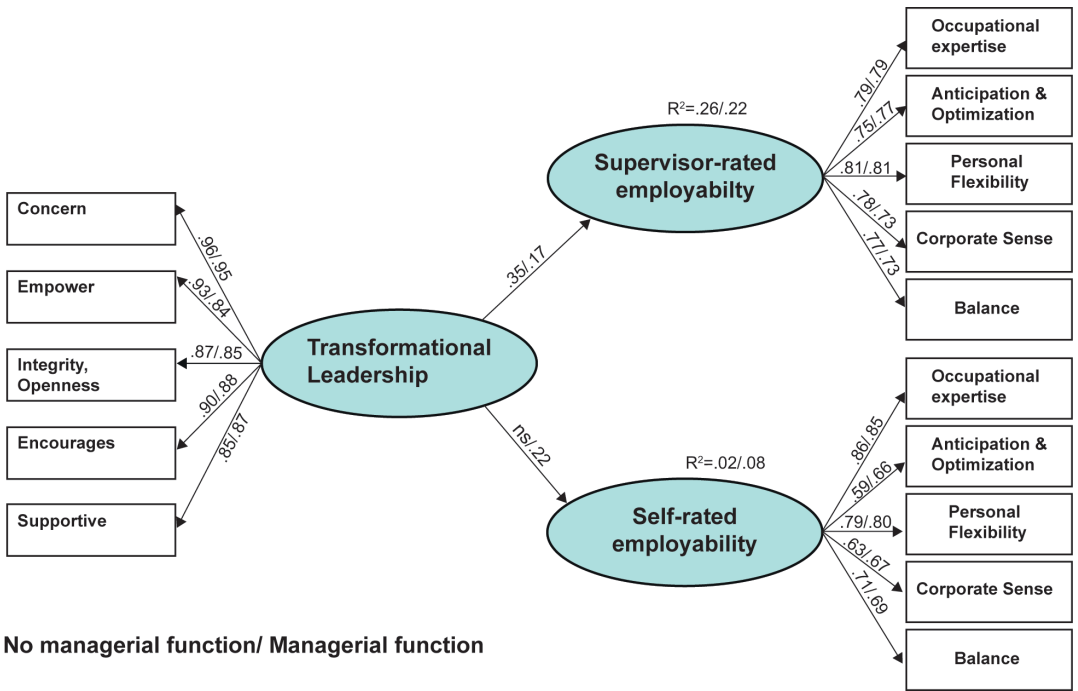 Concern
Empower
Integrity,
Openness
Encourages
Supportive
.96/.95
.93/.84
.87/.85
.90/.88
.85/.87
Transformational
Leadership
.35/.17
ns/.22
R²=.26/.22
Supervisor-rated
employabilty
.79/.79
.75/.77
.81/.81
.78/.73
.77/.73
Occupational
expertise
Anticipation &
Optimization
Personal
Flexibility
Corporate Sense
Balance
R²=.02/.08
Self-rated
employability
.86/.85
.59/.66
.79/.80
.63/.67
.71/.69
Occupational
expertise
Anticipation &
Optimization
Personal
Flexibility
Corporate Sense
Balance
No managerial function/ Managerial function